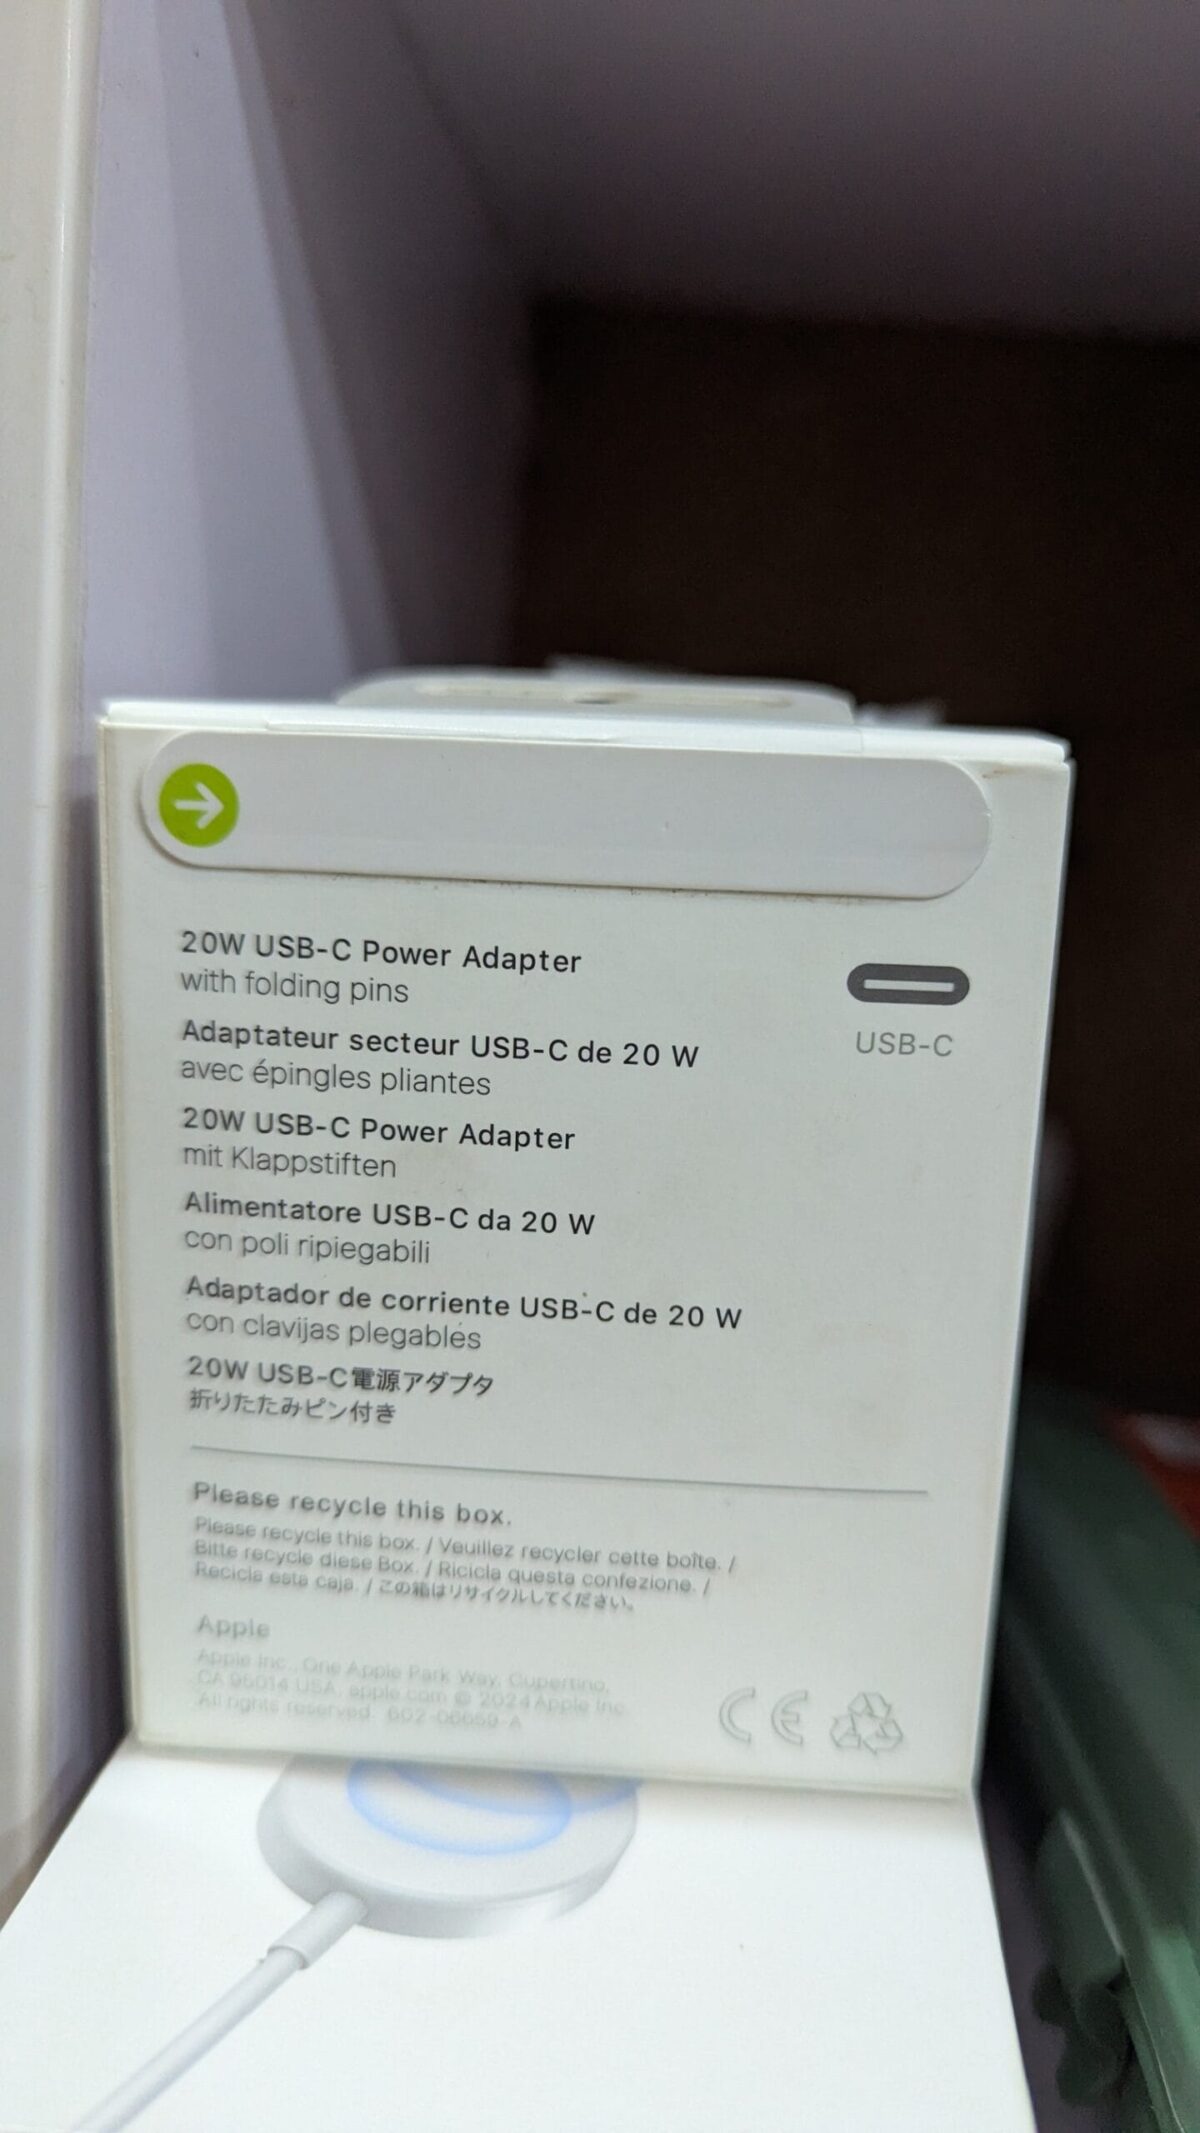 20W USB-C Power Adapter
with folding pins
USB-C
Adaptateur secteur USB-C de 20 W
avec épingles pliantes
20W USB-C Power Adapter
mit Klappstiften
Alimentatore USB-C da 20 W
con poli ripiegabili
Adaptador de corriente USB-C de 20 W
con clavijas plegables
20W USB-C電源アダプタ
折りたたみピン付き
Please recycle this box.
Please recycle this box. / Veuillez recycler cette boîte. /
Bitte recycle diese Box. / Ricicla questa confezione. /
Recicla esta caja. / この箱はリサイクルしてください。
Apple
Apple Inc., One Apple Park Way, Cupertino,
CA 95014 USA. apple.com © 2024 Apple Inc.
All rights reserved. 602-06659-A
CE